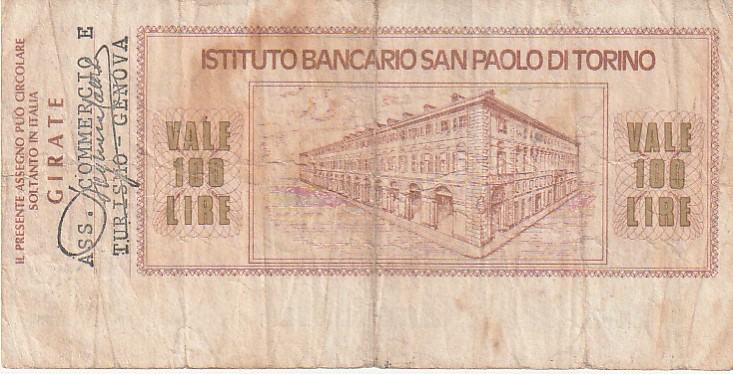 IL PRESENTE ASSEGNO PUÒ CIRCOLARE
SOLTANTO IN ITALIA
GIRATE
ASS. COMMERCIO E
TURISMO - GENOVA
ISTITUTO BANCARIO SAN PAOLO DI TORINO
VALE
100
LIRE
VALE
100
LIRE